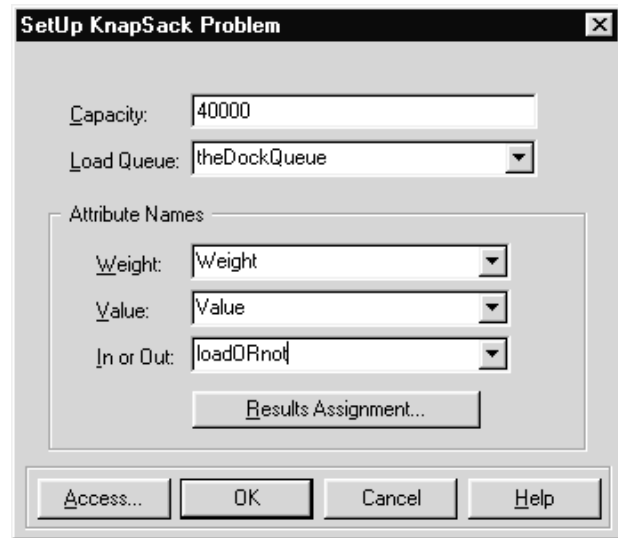 SetUp KnapSack Problem
Capacity: 40000
Load Queue: theDockQueue
Attribute Names
Weight: Weight
Value: Value
In or Out: loadORnot
Results Assignment...
Access... OK Cancel Help